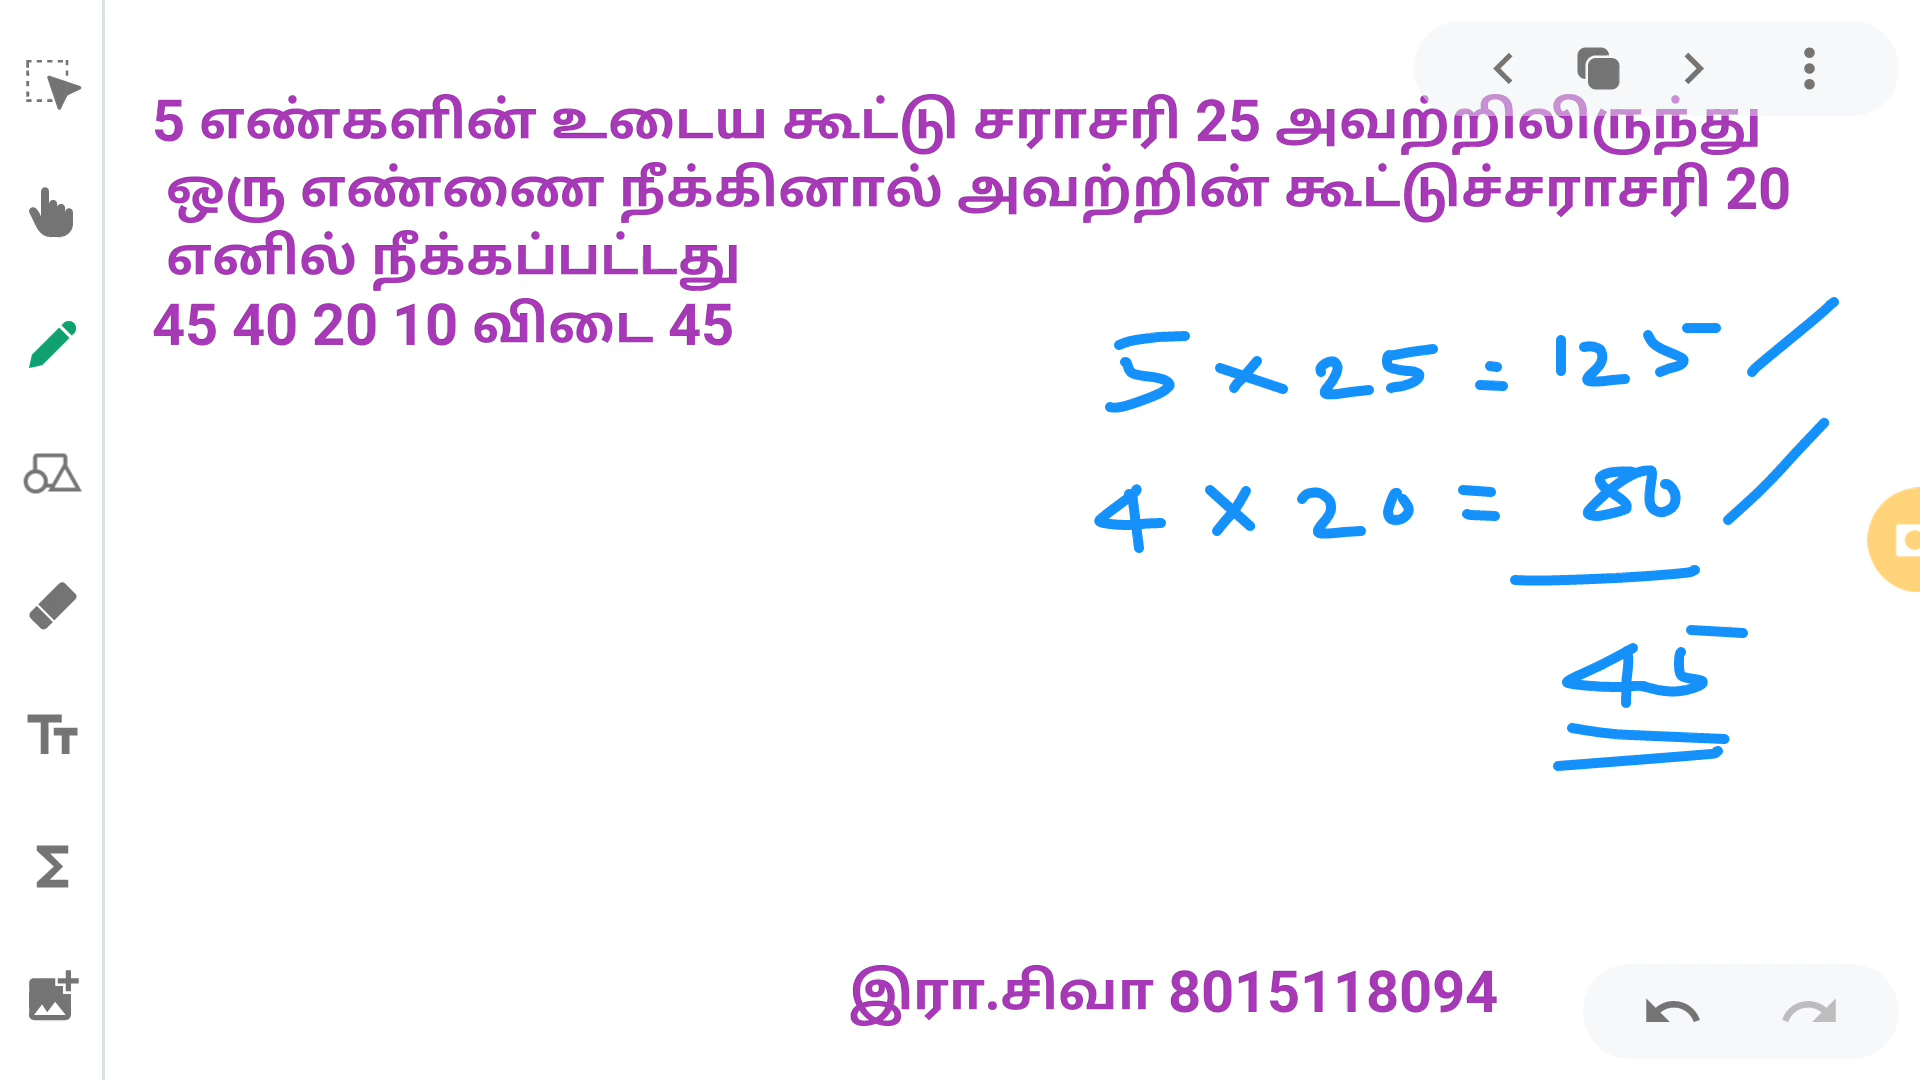 5 எண்களின் உடைய கூட்டு சராசரி 25 அவற்றிலிருந்து
ஒரு எண்ணை நீக்கினால் அவற்றின் கூட்டுச்சராசரி 20
எனில் நீக்கப்பட்டது
45 40 20 10 விடை 45
5 × 25 = 125
4 × 20 = 80
45
இரா.சிவா 8015118094